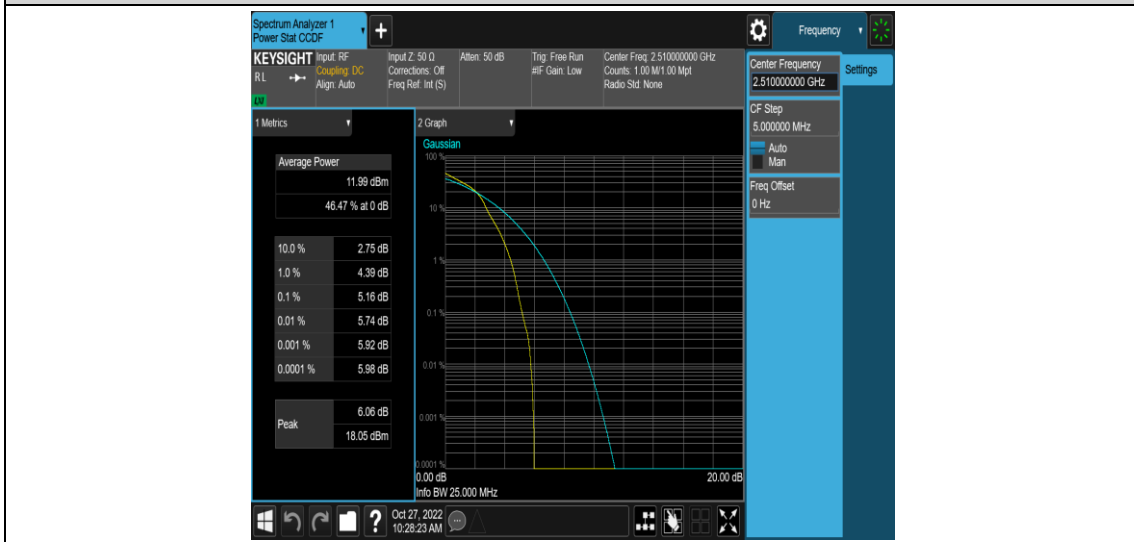 Spectrum Analyzer 1
Power Stat CCDF
+
Frequency
KEYSIGHT
RL
LXI
Input: RF
Coupling: DC
Align: Auto
Input Z: 50 Ω
Corrections: Off
Freq Ref: Int (S)
Atten: 50 dB
Trig: Free Run
#IF Gain: Low
Center Freq: 2.510000000 GHz
Counts: 1.00 M/1.00 Mpt
Radio Std: None
Center Frequency
2.510000000 GHz
Settings
CF Step
5.000000 MHz
Auto
Man
Freq Offset
0 Hz
1 Metrics
Average Power
11.99 dBm
46.47 % at 0 dB
10.0 % 2.75 dB
1.0 % 4.39 dB
0.1 % 5.16 dB
0.01 % 5.74 dB
0.001 % 5.92 dB
0.0001 % 5.98 dB
Peak 6.06 dB
18.05 dBm
2 Graph
Gaussian
100 %
10 %
1 %
0.1 %
0.01 %
0.001 %
0.0001 %
0.00 dB 20.00 dB
Info BW 25.000 MHz
?
Oct 27, 2022
10:28:23 AM